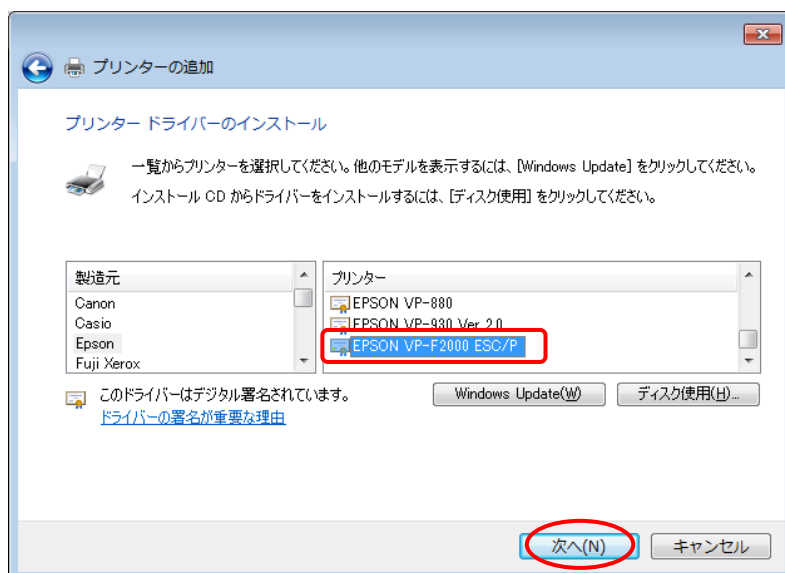 プリンターの追加
プリンター ドライバーのインストール
一覧からプリンターを選択してください。他のモデルを表示するには、[Windows Update] をクリックしてください。
インストール CD からドライバーをインストールするには、[ディスク使用] をクリックしてください。
製造元
Canon
Casio
Epson
Fuji Xerox
プリンター
EPSON VP-880
EPSON VP-930 Ver 2.0
EPSON VP-F2000 ESC/P
このドライバーはデジタル署名されています。
ドライバーの署名が重要な理由
Windows Update(W)
ディスク使用(H)...
次へ(N)
キャンセル